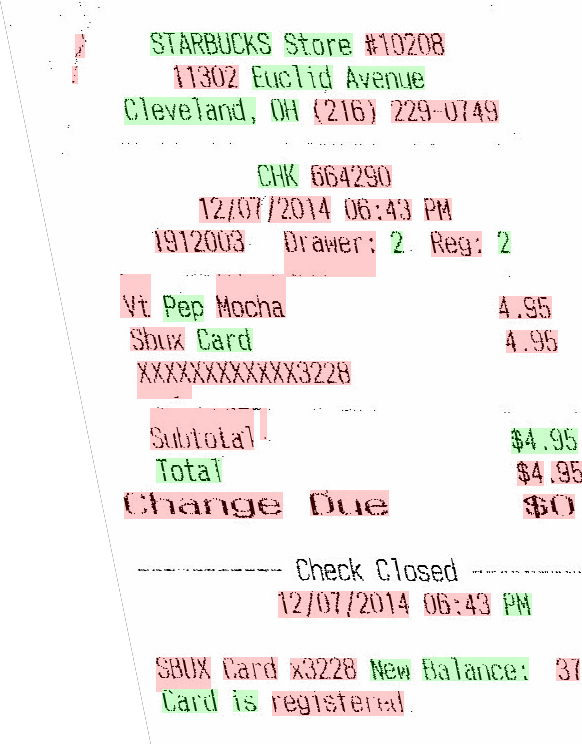 STARBUCKS Store #10208
11302 Euclid Avenue
Cleveland, OH (216) 229-0749
CHK 664290
12/07/2014 06:43 PM
1912003 Drawer: 2 Reg: 2
Vt Pep Mocha 4.95
Sbux Card 4.95
XXXXXXXXXXXX3228
Subtotal $4.95
Total $4.95
Change Due $0
Check Closed
12/07/2014 06:43 PM
SBUX Card x3228 New Balance: 37
Card is registered.